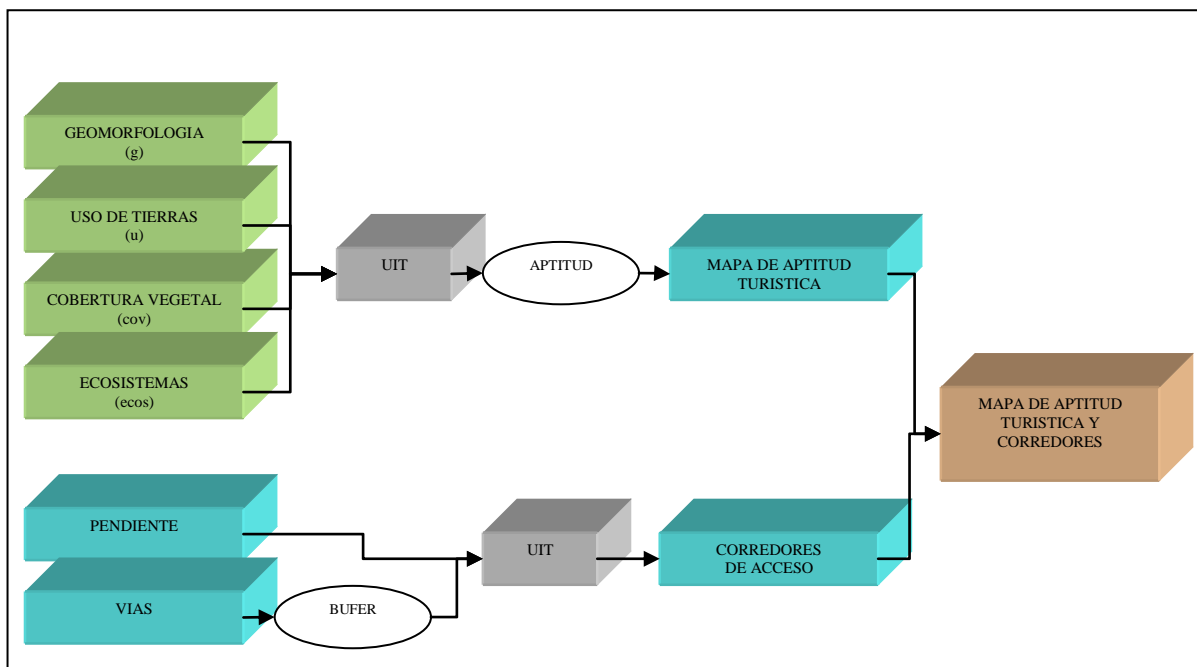 GEOMORFOLOGIA
(g)
USO DE TIERRAS
(u)
COBERTURA VEGETAL
(cov)
ECOSISTEMAS
(ecos)
UIT
APTITUD
MAPA DE APTITUD
TURISTICA
MAPA DE APTITUD
TURISTICA Y
CORREDORES
PENDIENTE
VIAS
BUFER
UIT
CORREDORES
DE ACCESO